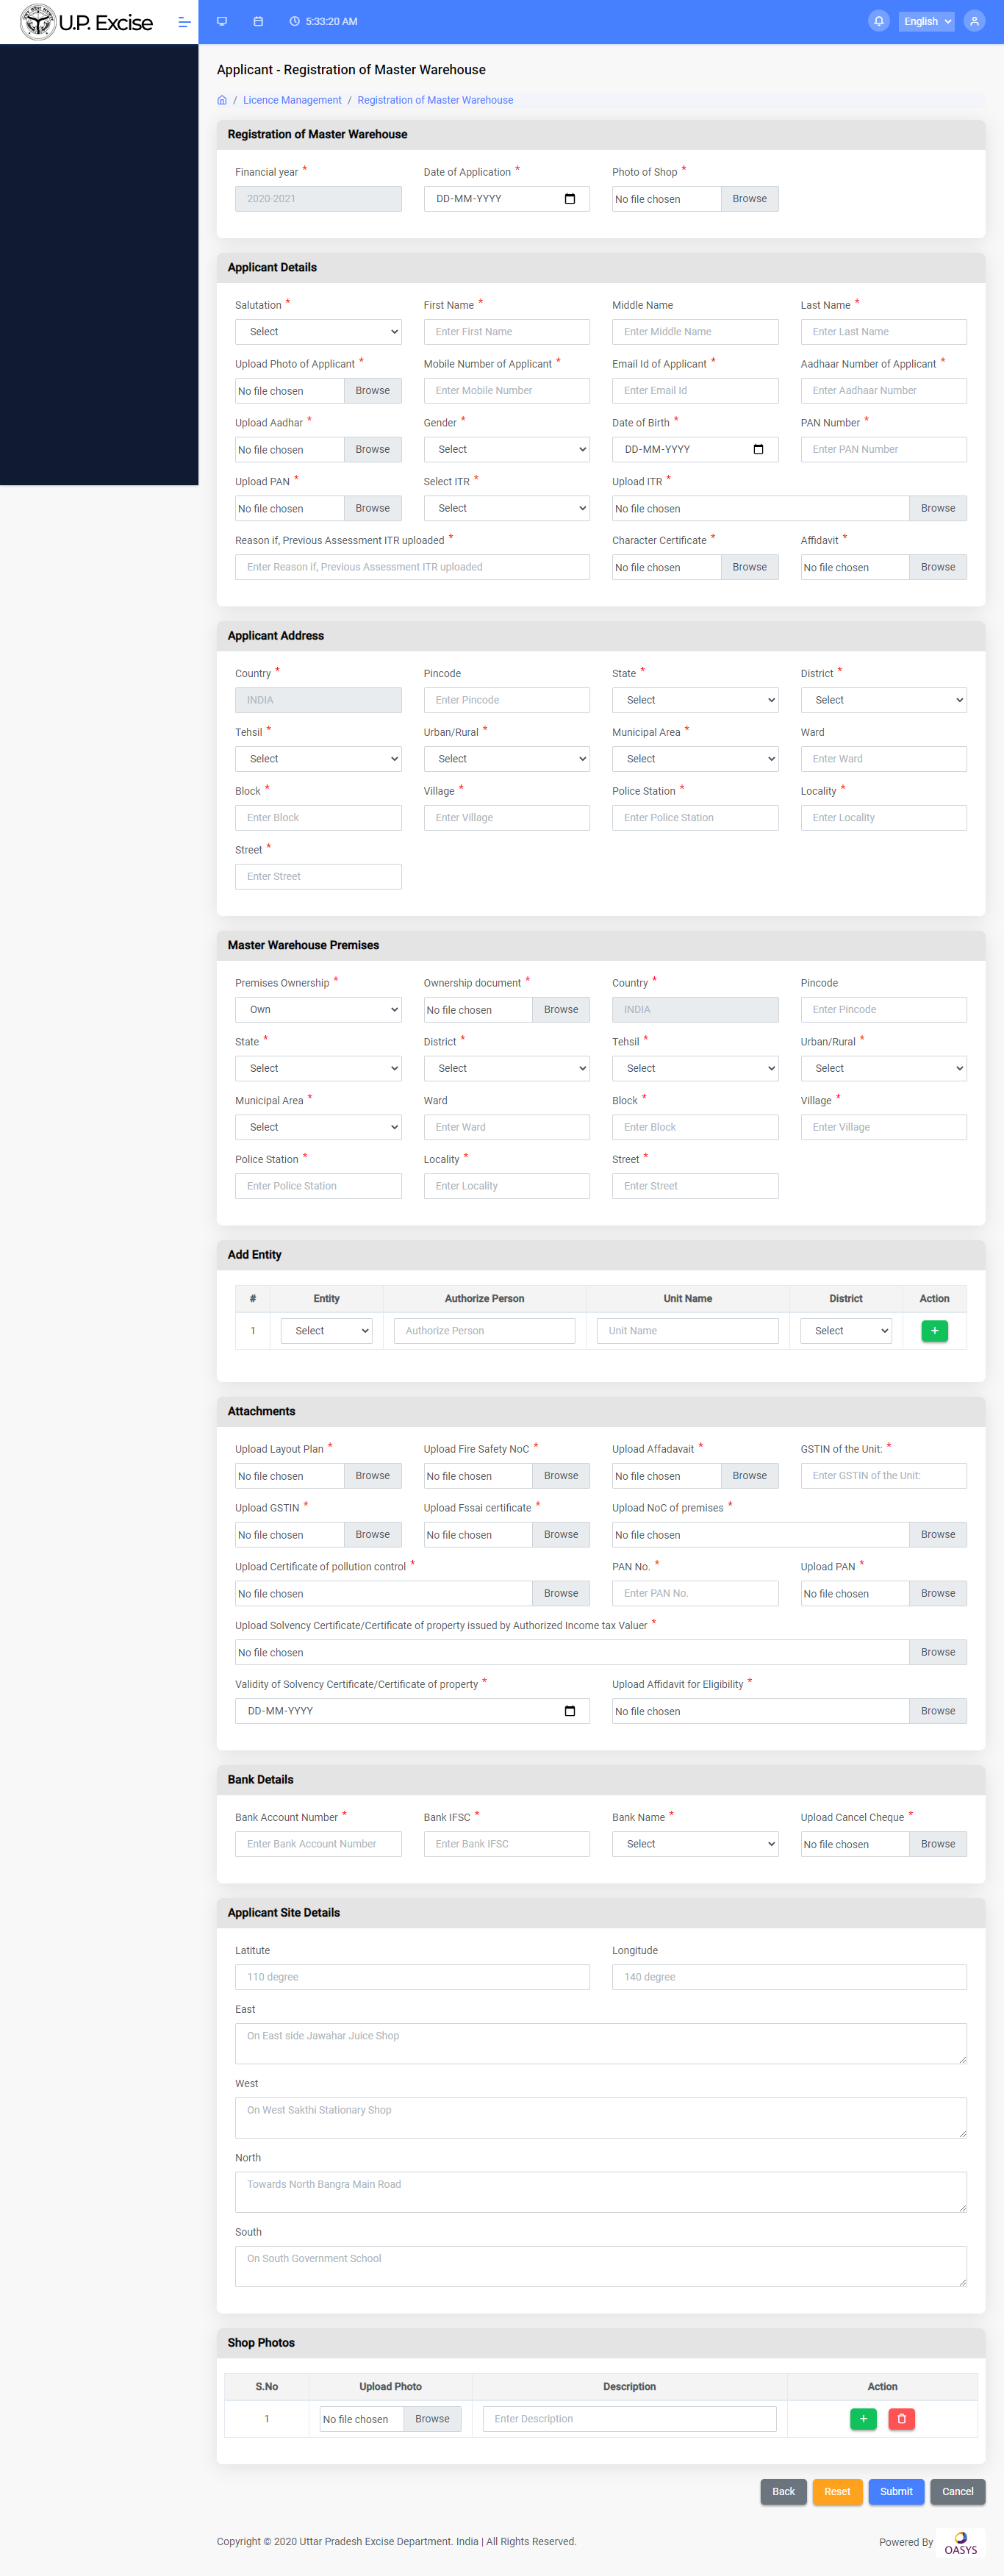 U.P. Excise
5:33:20 AM
English
Applicant - Registration of Master Warehouse
/ Licence Management / Registration of Master Warehouse
Registration of Master Warehouse
Financial year * Date of Application * Photo of Shop *
2020-2021 DD-MM-YYYY No file chosen Browse
Applicant Details
Salutation * First Name * Middle Name Last Name *
Select Enter First Name Enter Middle Name Enter Last Name
Upload Photo of Applicant * Mobile Number of Applicant * Email Id of Applicant * Aadhaar Number of Applicant *
No file chosen Browse Enter Mobile Number Enter Email Id Enter Aadhaar Number
Upload Aadhar * Gender * Date of Birth * PAN Number *
No file chosen Browse Select DD-MM-YYYY Enter PAN Number
Upload PAN * Select ITR * Upload ITR *
No file chosen Browse Select No file chosen Browse
Reason if, Previous Assessment ITR uploaded * Character Certificate * Affidavit *
Enter Reason if, Previous Assessment ITR uploaded No file chosen Browse No file chosen Browse
Applicant Address
Country * Pincode State * District *
INDIA Enter Pincode Select Select
Tehsil * Urban/Rural * Municipal Area * Ward
Select Select Select Enter Ward
Block * Village * Police Station * Locality *
Enter Block Enter Village Enter Police Station Enter Locality
Street *
Enter Street
Master Warehouse Premises
Premises Ownership * Ownership document * Country * Pincode
Own No file chosen Browse INDIA Enter Pincode
State * District * Tehsil * Urban/Rural *
Select Select Select Select
Municipal Area * Ward Block * Village *
Select Enter Ward Enter Block Enter Village
Police Station * Locality * Street *
Enter Police Station Enter Locality Enter Street
Add Entity
# Entity Authorize Person Unit Name District Action
1 Select Authorize Person Unit Name Select +
Attachments
Upload Layout Plan * Upload Fire Safety NoC * Upload Affadavait * GSTIN of the Unit: *
No file chosen Browse No file chosen Browse No file chosen Browse Enter GSTIN of the Unit:
Upload GSTIN * Upload Fssai certificate * Upload NoC of premises *
No file chosen Browse No file chosen Browse No file chosen Browse
Upload Certificate of pollution control * PAN No. * Upload PAN *
No file chosen Browse Enter PAN No. No file chosen Browse
Upload Solvency Certificate/Certificate of property issued by Authorized Income tax Valuer *
No file chosen Browse
Validity of Solvency Certificate/Certificate of property * Upload Affidavit for Eligibility *
DD-MM-YYYY No file chosen Browse
Bank Details
Bank Account Number * Bank IFSC * Bank Name * Upload Cancel Cheque *
Enter Bank Account Number Enter Bank IFSC Select No file chosen Browse
Applicant Site Details
Latitute Longitude
110 degree 140 degree
East
On East side Jawahar Juice Shop
West
On West Sakthi Stationary Shop
North
Towards North Bangra Main Road
South
On South Government School
Shop Photos
S.No Upload Photo Description Action
1 No file chosen Browse Enter Description +
Back Reset Submit Cancel
Copyright © 2020 Uttar Pradesh Excise Department. India | All Rights Reserved. Powered By OASYS